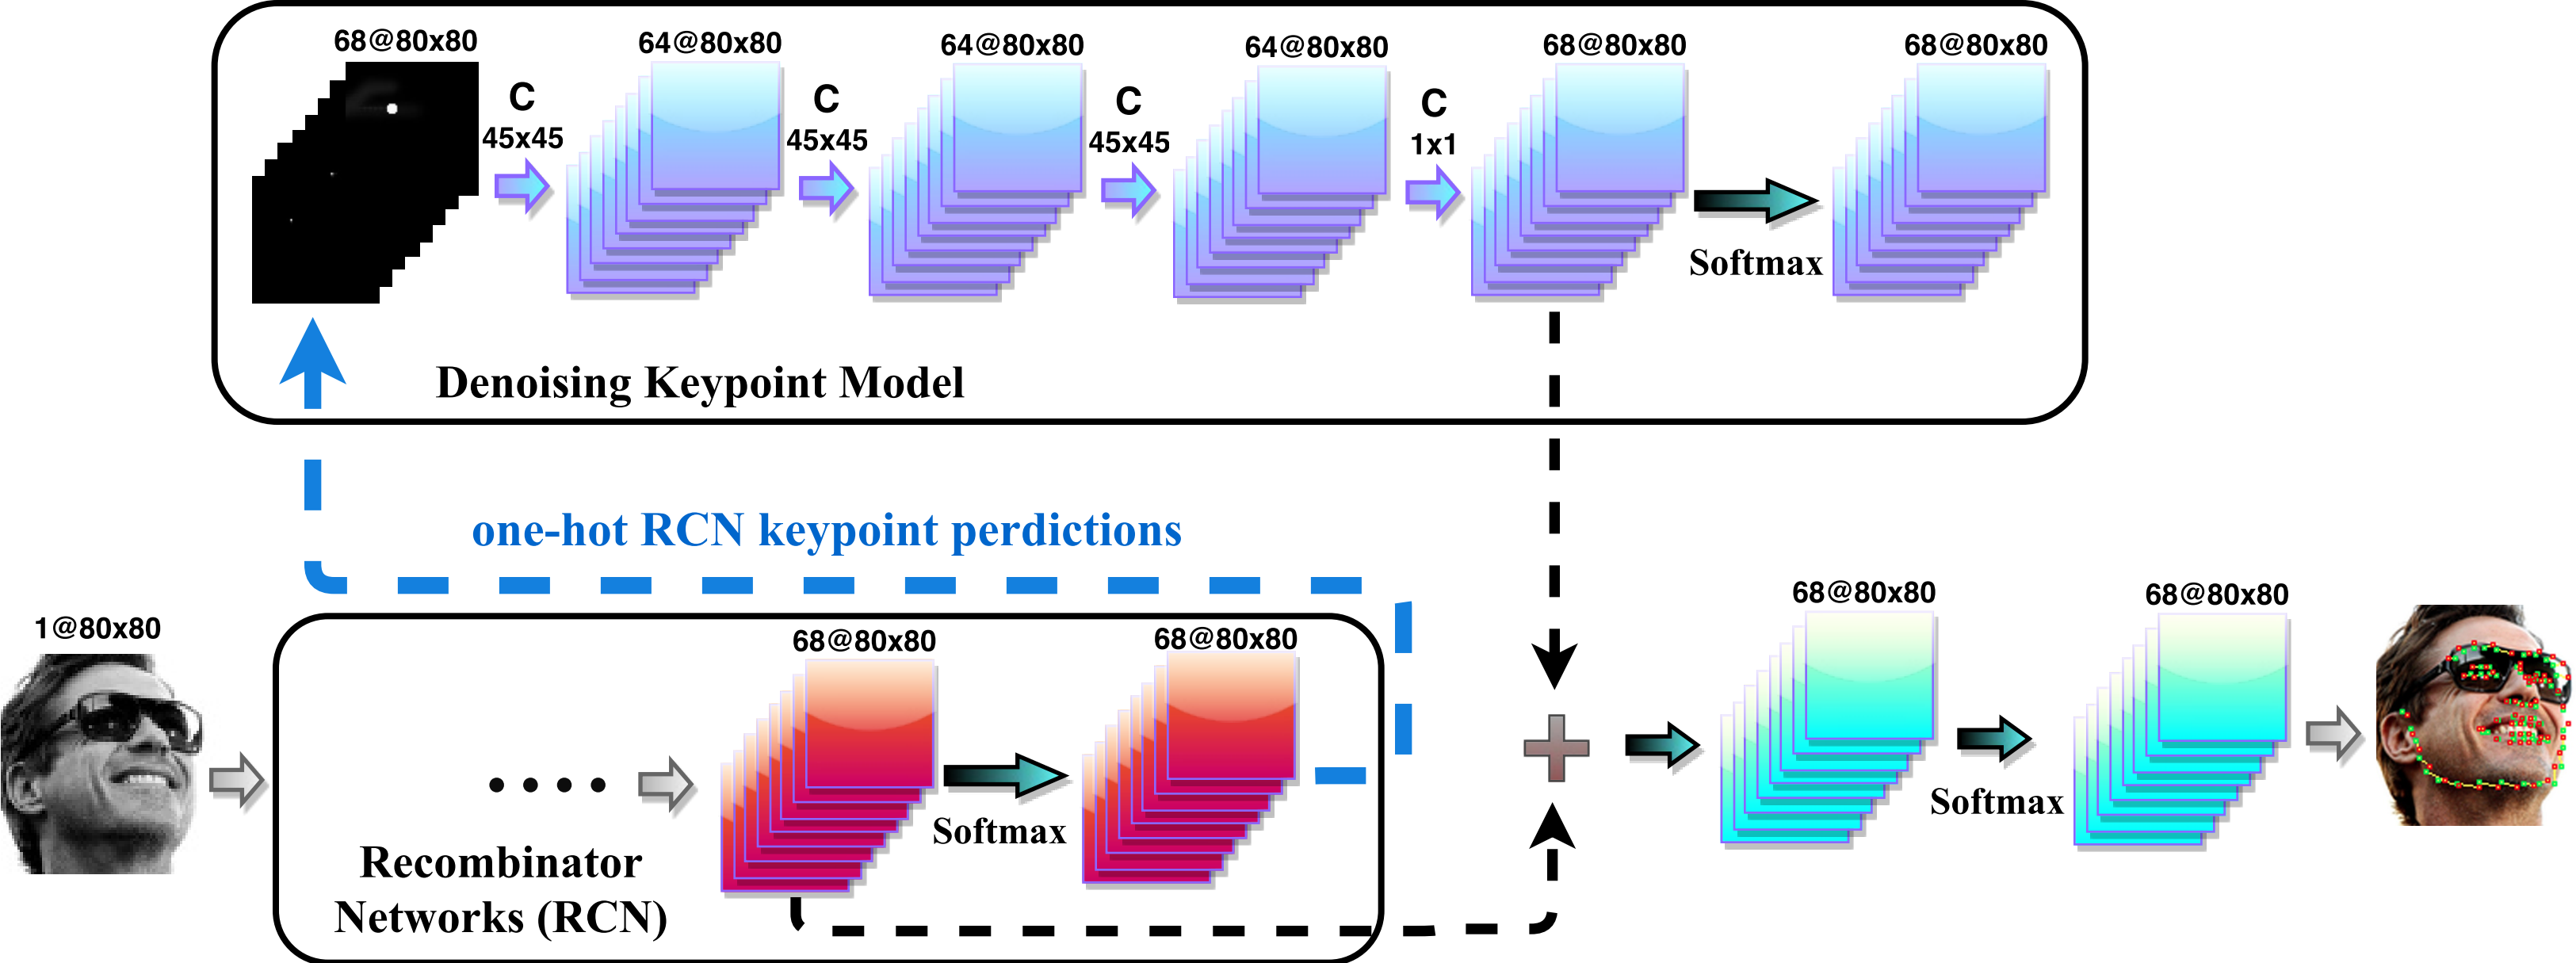 68@80x80
64@80x80
64@80x80
64@80x80
68@80x80
68@80x80
C
45x45
C
45x45
C
45x45
C
1x1
Softmax
Denoising Keypoint Model
one-hot RCN keypoint perdictions
1@80x80
68@80x80
68@80x80
68@80x80
68@80x80
Softmax
Softmax
Recombinator
Networks (RCN)